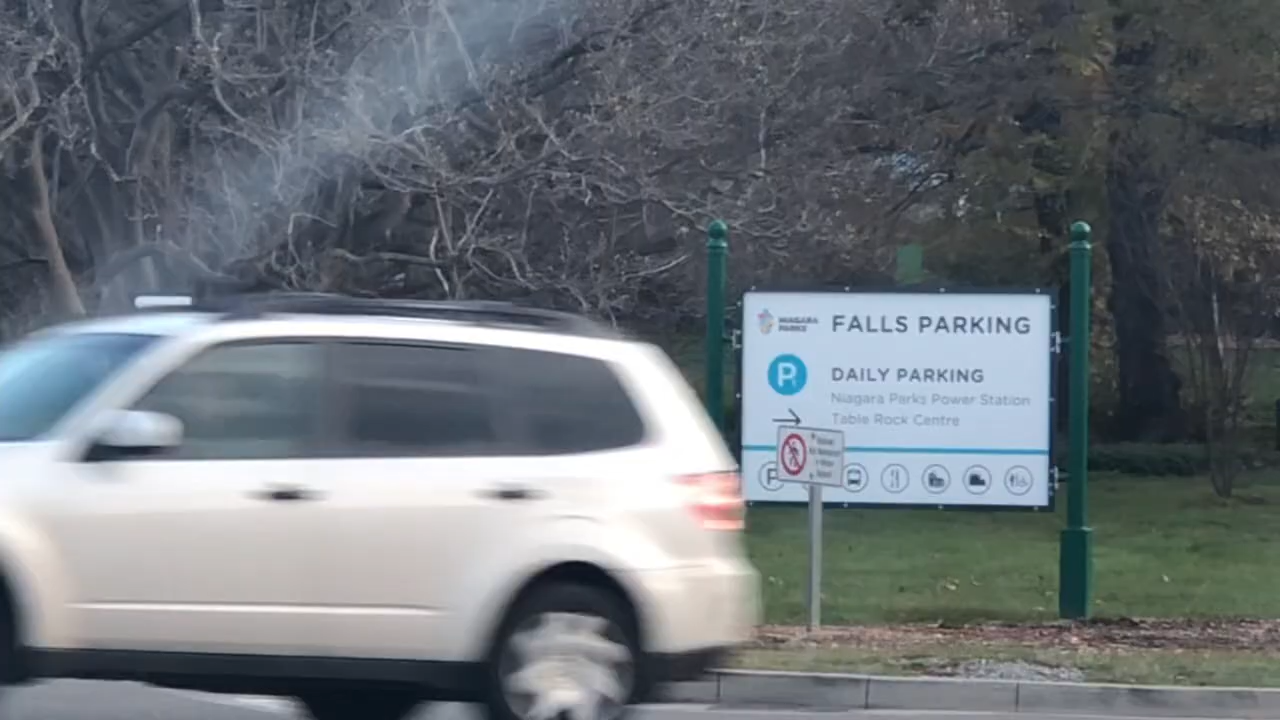 NIAGARA
PARKS
FALLS PARKING
P
DAILY PARKING
Niagara Parks Power Station
Table Rock Centre
P